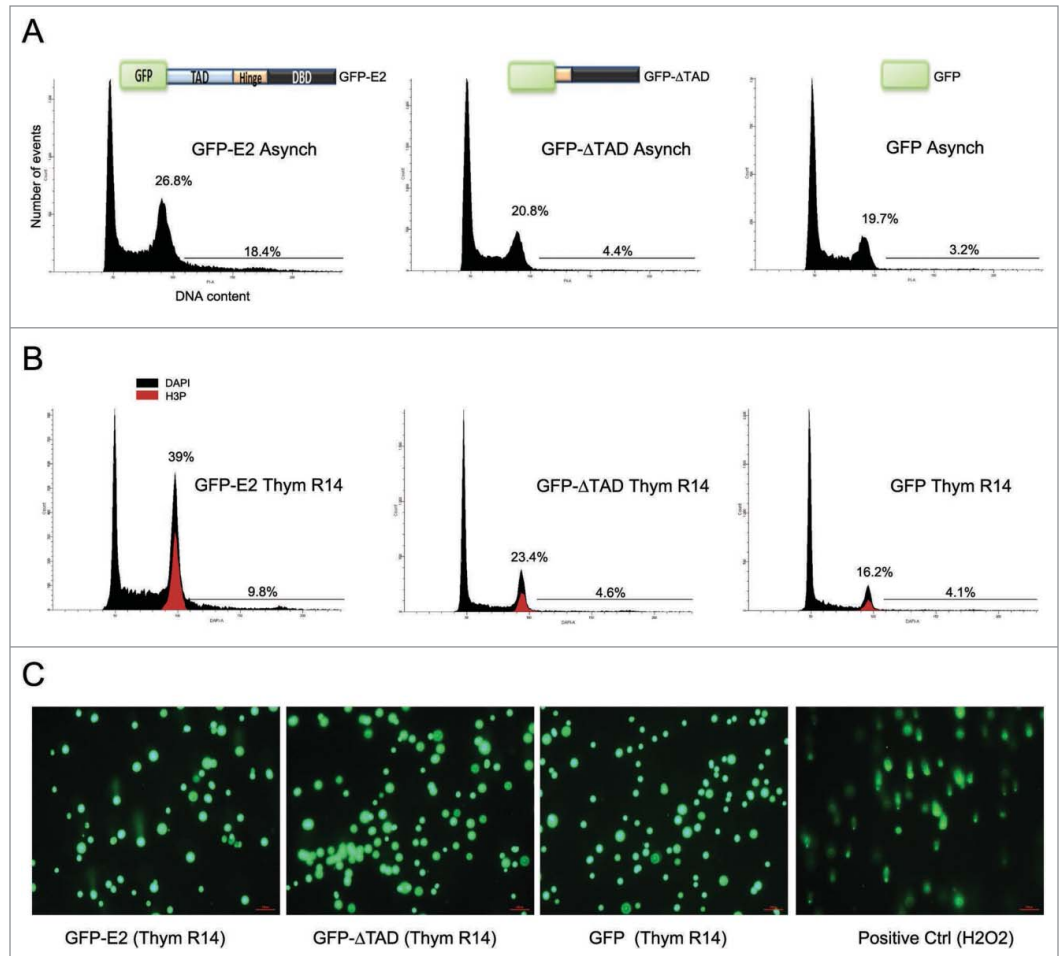 A
GFP TAD Hinge DBD GFP-E2
GFP-ΔTAD
GFP
Number of events
GFP-E2 Asynch
26.8%
18.4%
DNA content
GFP-ΔTAD Asynch
20.8%
4.4%
GFP Asynch
19.7%
3.2%
B
DAPI
H3P
39%
GFP-E2 Thym R14
9.8%
DAPI-A
GFP-ΔTAD Thym R14
23.4%
4.6%
DAPI-A
GFP Thym R14
16.2%
4.1%
DAPI-A
C
GFP-E2 (Thym R14)
GFP-ΔTAD (Thym R14)
GFP (Thym R14)
Positive Ctrl (H2O2)